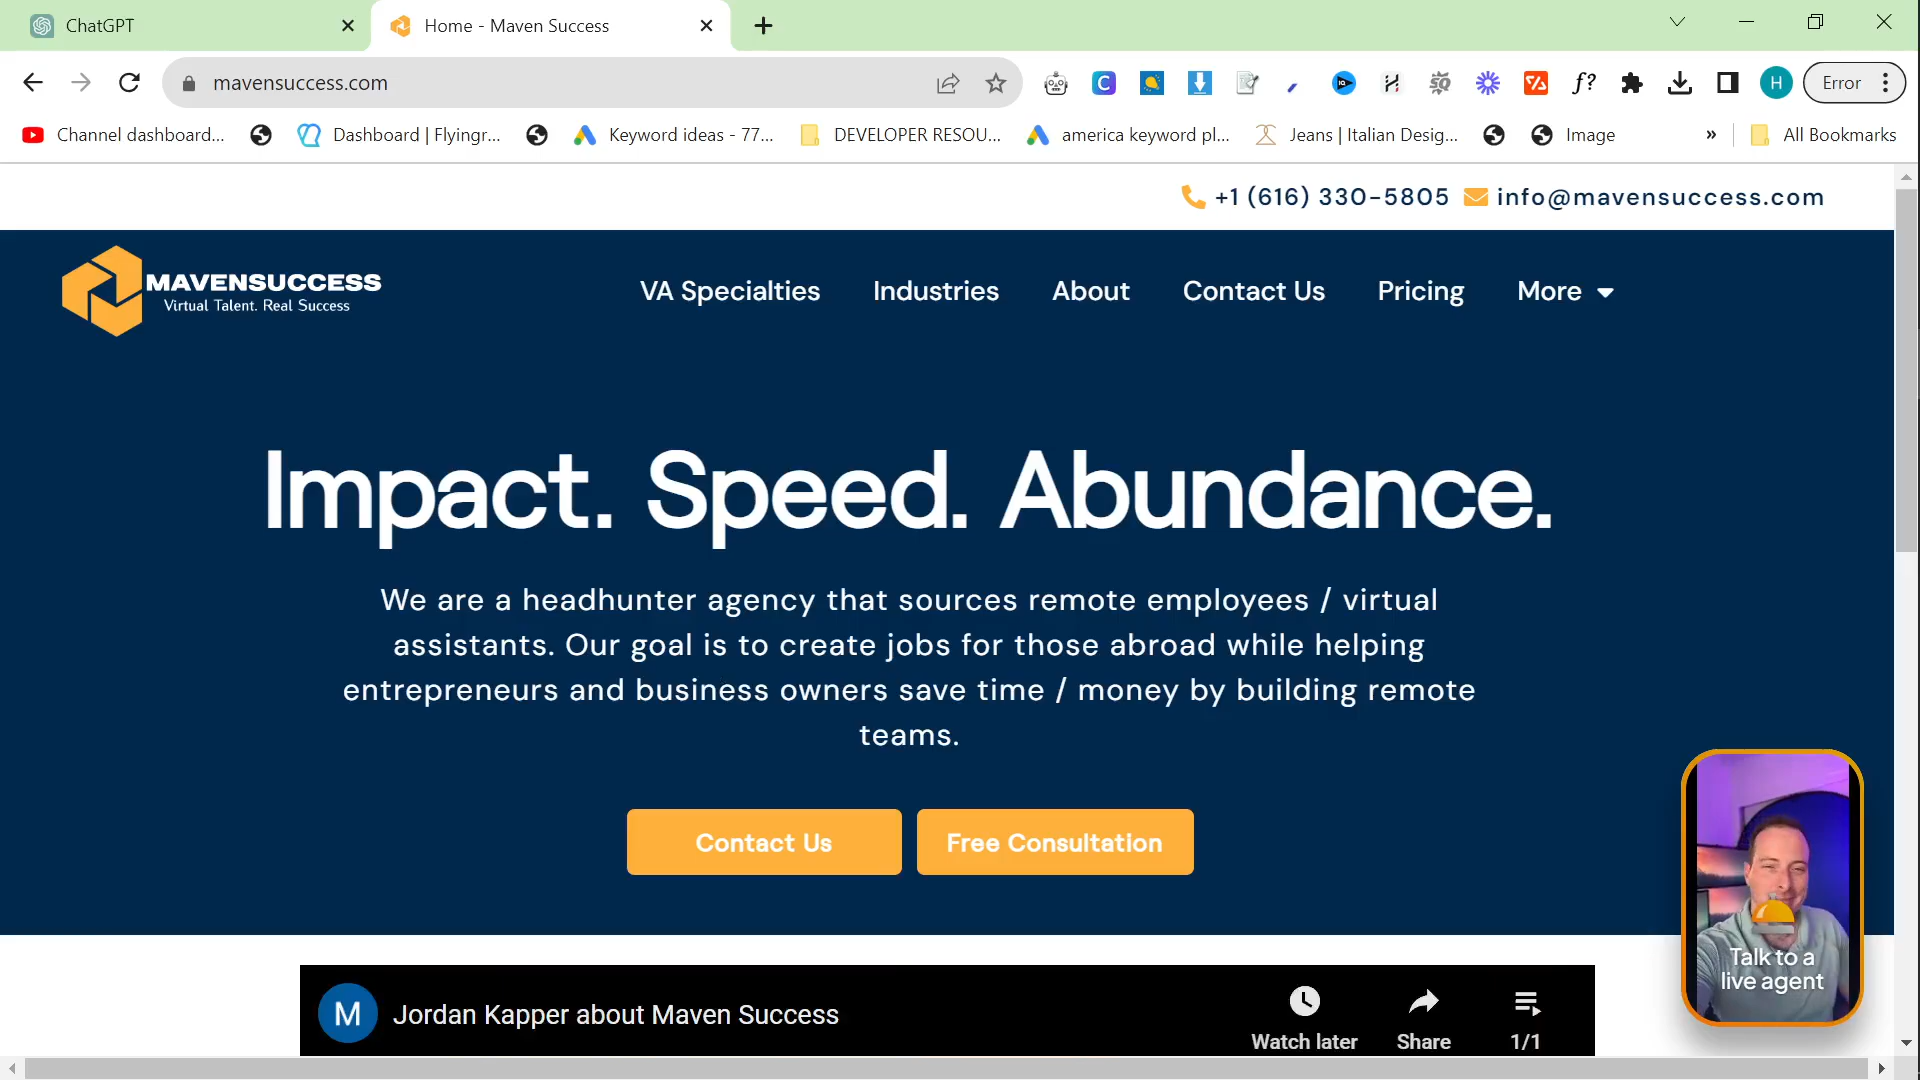 ChatGPT
Home - Maven Success
mavensuccess.com
H
Error
Channel dashboard...
Dashboard | Flyingr...
Keyword ideas - 77...
DEVELOPER RESOU...
america keyword pl...
Jeans | Italian Desig...
Image
»
All Bookmarks
+1 (616) 330-5805
info@mavensuccess.com
MAVENSUCCESS
Virtual Talent. Real Success
VA Specialties
Industries
About
Contact Us
Pricing
More
Impact. Speed. Abundance.
We are a headhunter agency that sources remote employees / virtual
assistants. Our goal is to create jobs for those abroad while helping
entrepreneurs and business owners save time / money by building remote
teams.
Contact Us
Free Consultation
Talk to a
live agent
M
Jordan Kapper about Maven Success
Watch later
Share
1/1